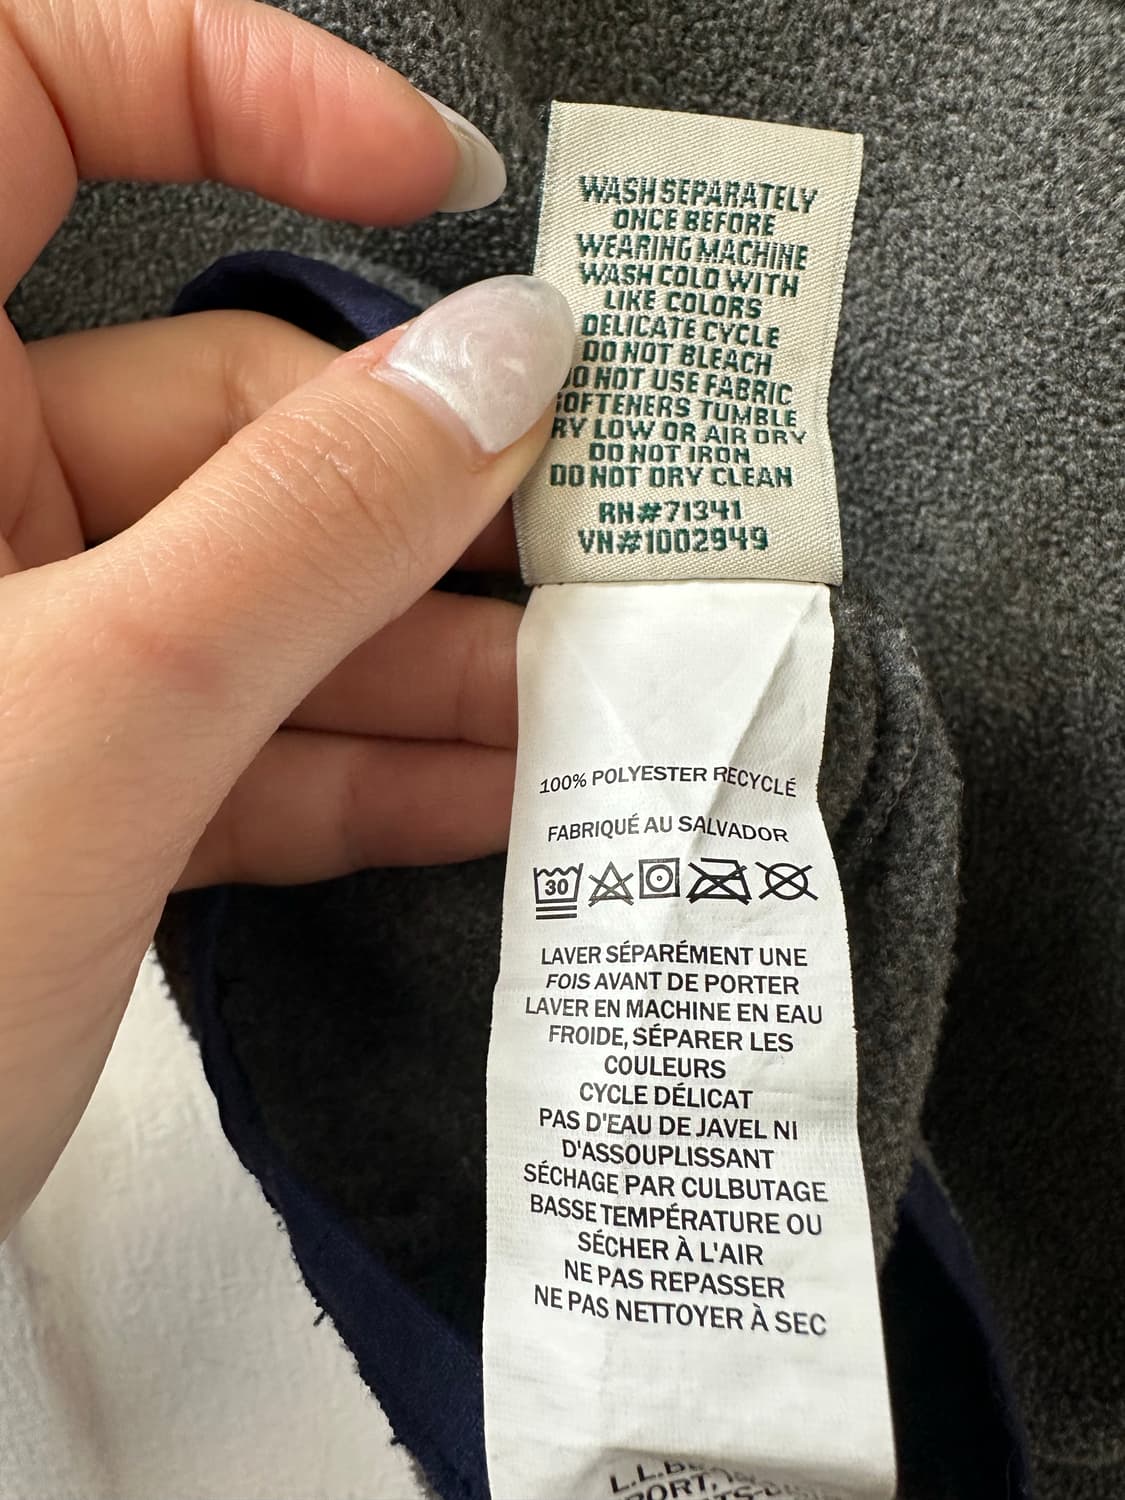 WASH SEPARATELY
ONCE BEFORE
WEARING MACHINE
WASH COLD WITH
LIKE COLORS
DELICATE CYCLE
DO NOT BLEACH
DO NOT USE FABRIC
SOFTENERS TUMBLE
RY LOW OR AIR DRY
DO NOT IRON
DO NOT DRY CLEAN
RN#71341
VN#1002949
100% POLYESTER RECYCLÉ
FABRIQUÉ AU SALVADOR
30
LAVER SÉPARÉMENT UNE
FOIS AVANT DE PORTER
LAVER EN MACHINE EN EAU
FROIDE, SÉPARER LES
COULEURS
CYCLE DÉLICAT
PAS D'EAU DE JAVEL NI
D'ASSOUPLISSANT
SÉCHAGE PAR CULBUTAGE
BASSE TEMPÉRATURE OU
SÉCHER À L'AIR
NE PAS REPASSER
NE PAS NETTOYER À SEC
L.L.